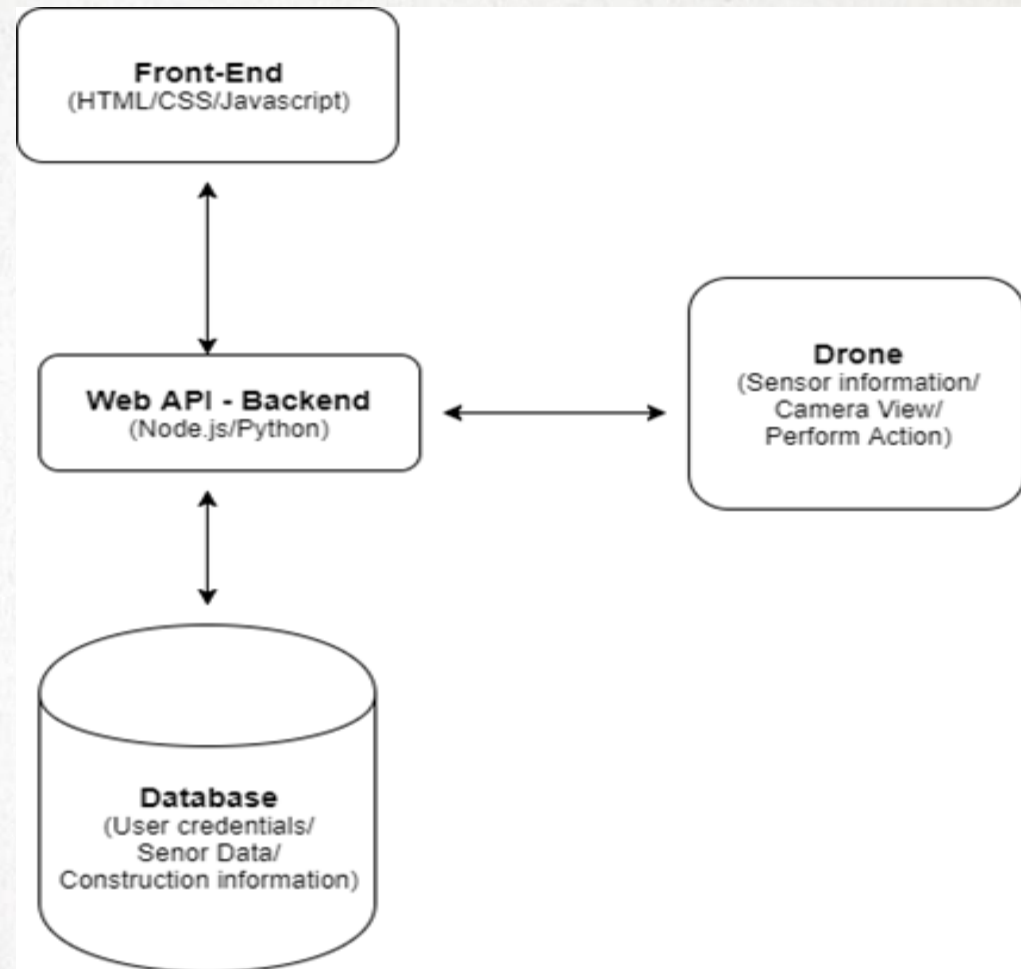 Front-End
(HTML/CSS/Javascript)
Web API - Backend
(Node.js/Python)
Drone
(Sensor information/
Camera View/
Perform Action)
Database
(User credentials/
Senor Data/
Construction information)